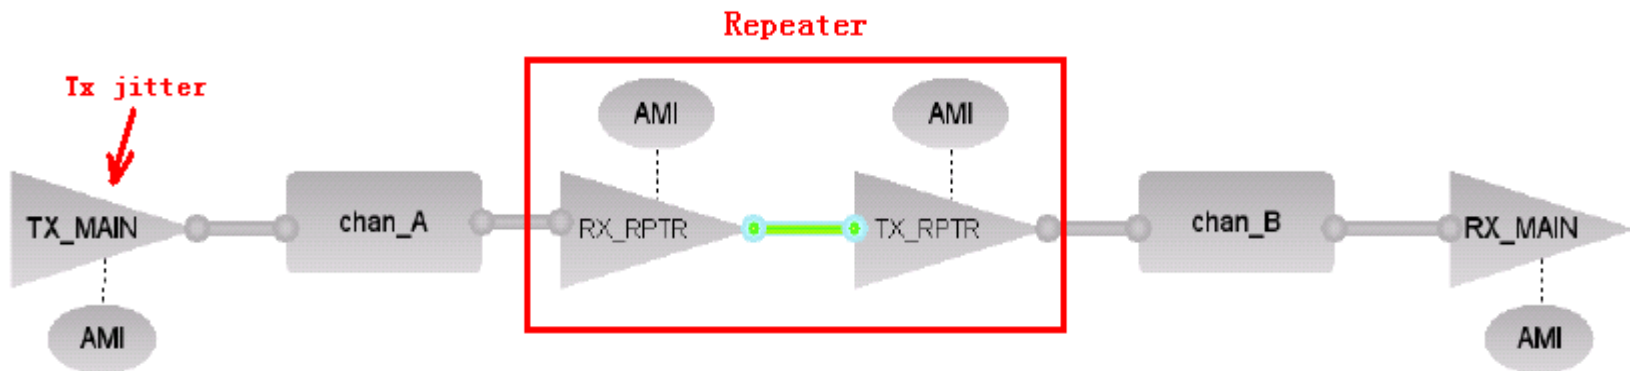 Repeater
Tx jitter
AMI
AMI
TX_MAIN
chan_A
RX_RPTR
TX_RPTR
chan_B
RX_MAIN
AMI
AMI